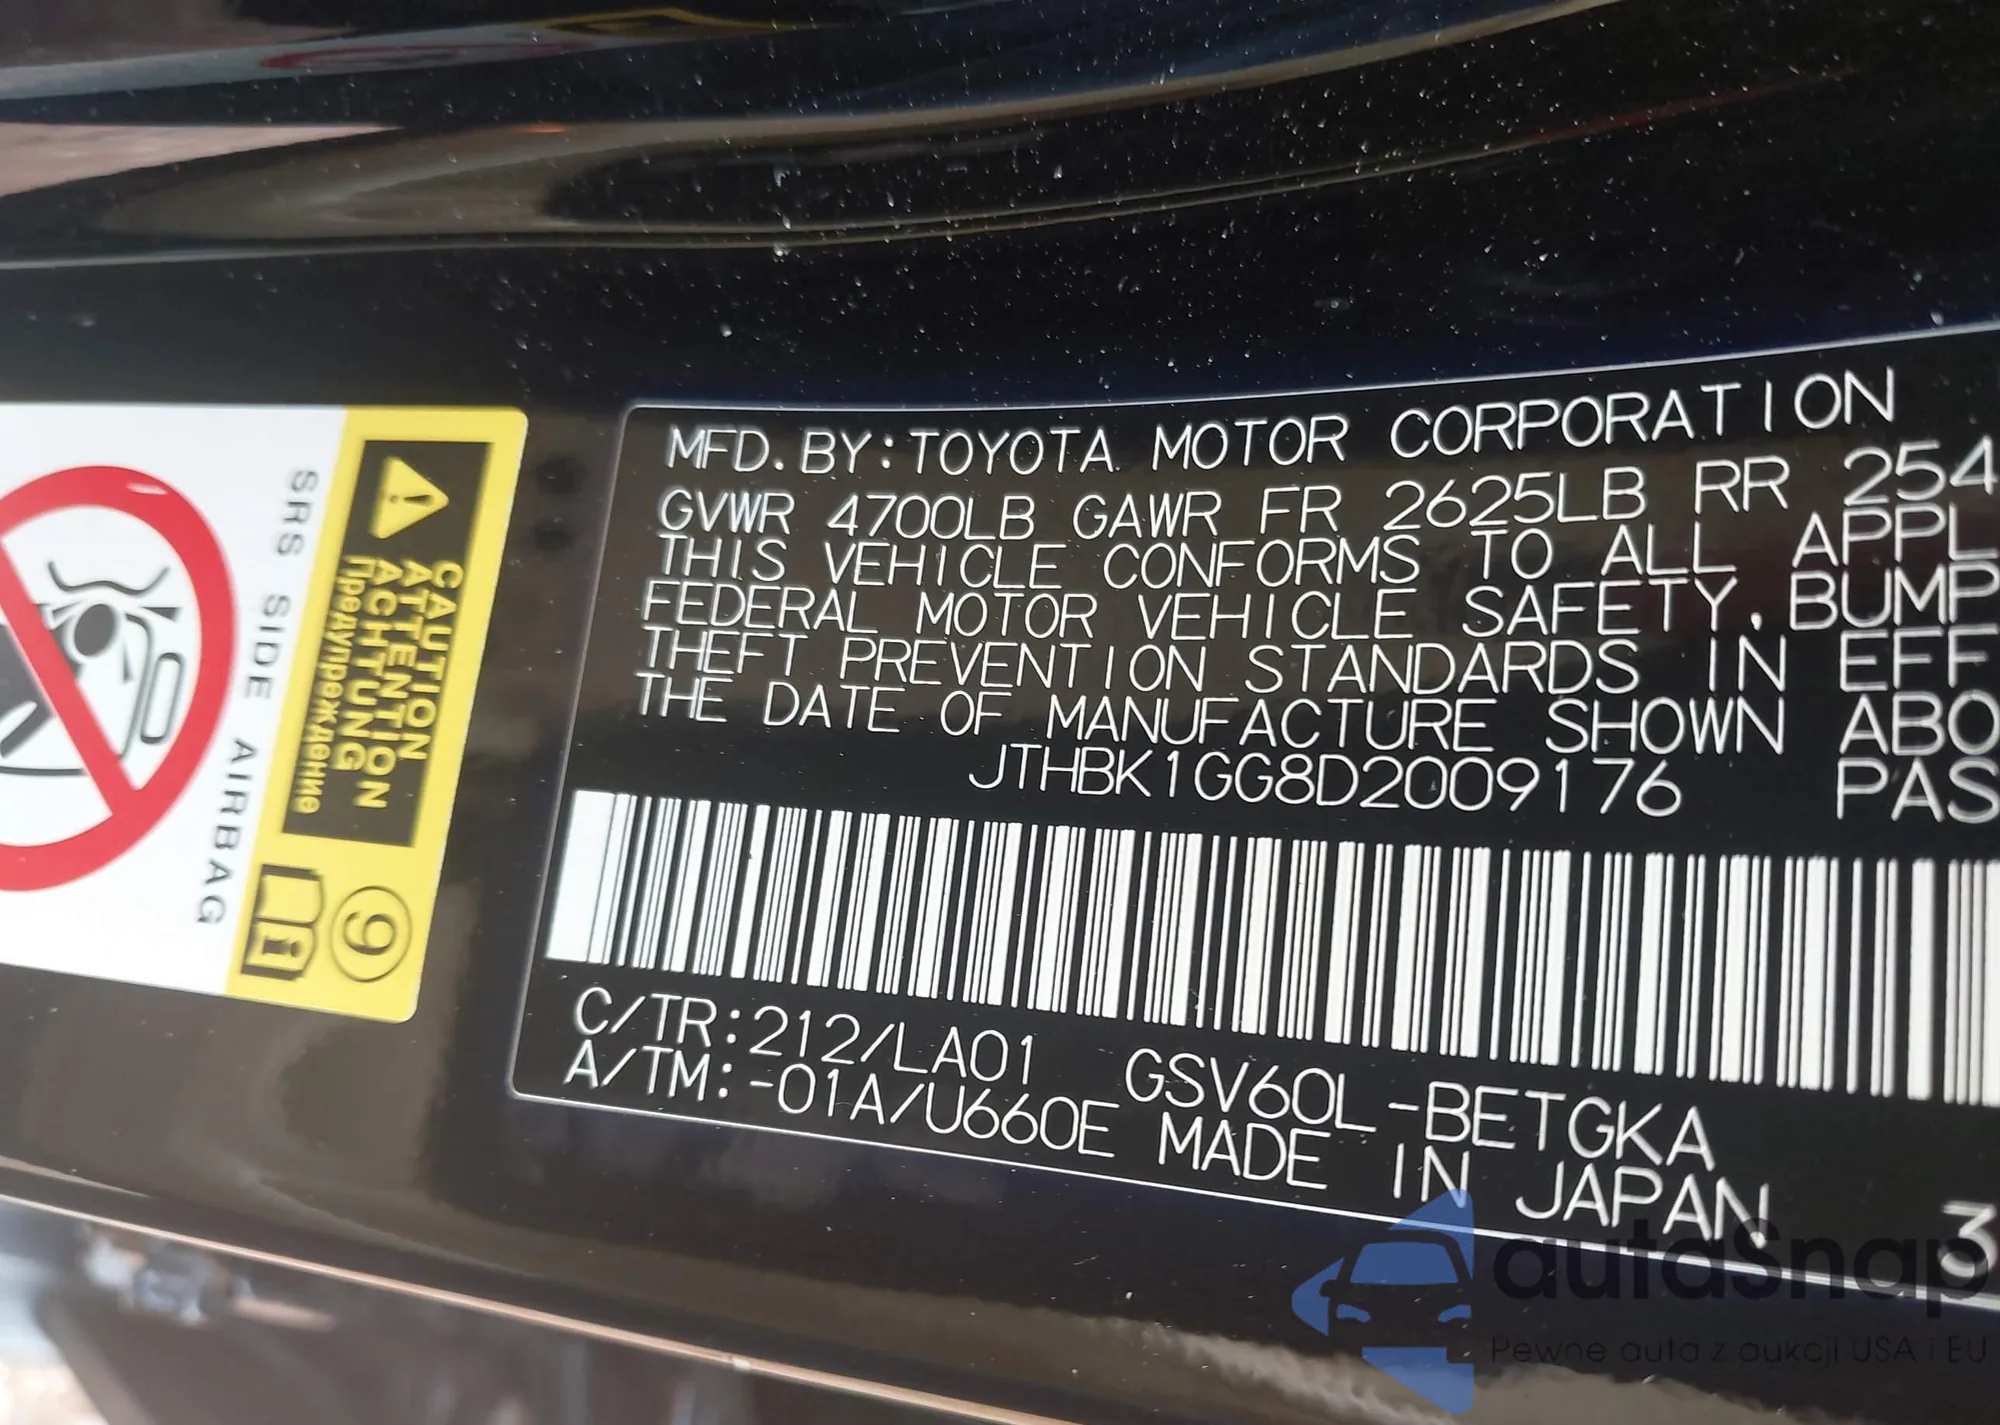 SRS SIDE AIRBAG
CAUTION
ATTENTION
ACHTUNG
Предупреждение
9
MFD.BY:TOYOTA MOTOR CORPORATION
GVWR 4700LB GAWR FR 2625LB RR 254
THIS VEHICLE CONFORMS TO ALL APPL
FEDERAL MOTOR VEHICLE SAFETY,BUMP
THEFT PREVENTION STANDARDS IN EFF
THE DATE OF MANUFACTURE SHOWN ABO
JTHBK1GG8D2009176 PAS
C/TR:212/LA01 GSV60L-BETGKA
A/TM:-01A/U660E MADE IN JAPAN 3
autaSnap
Pewne auta z aukcji USA i EU